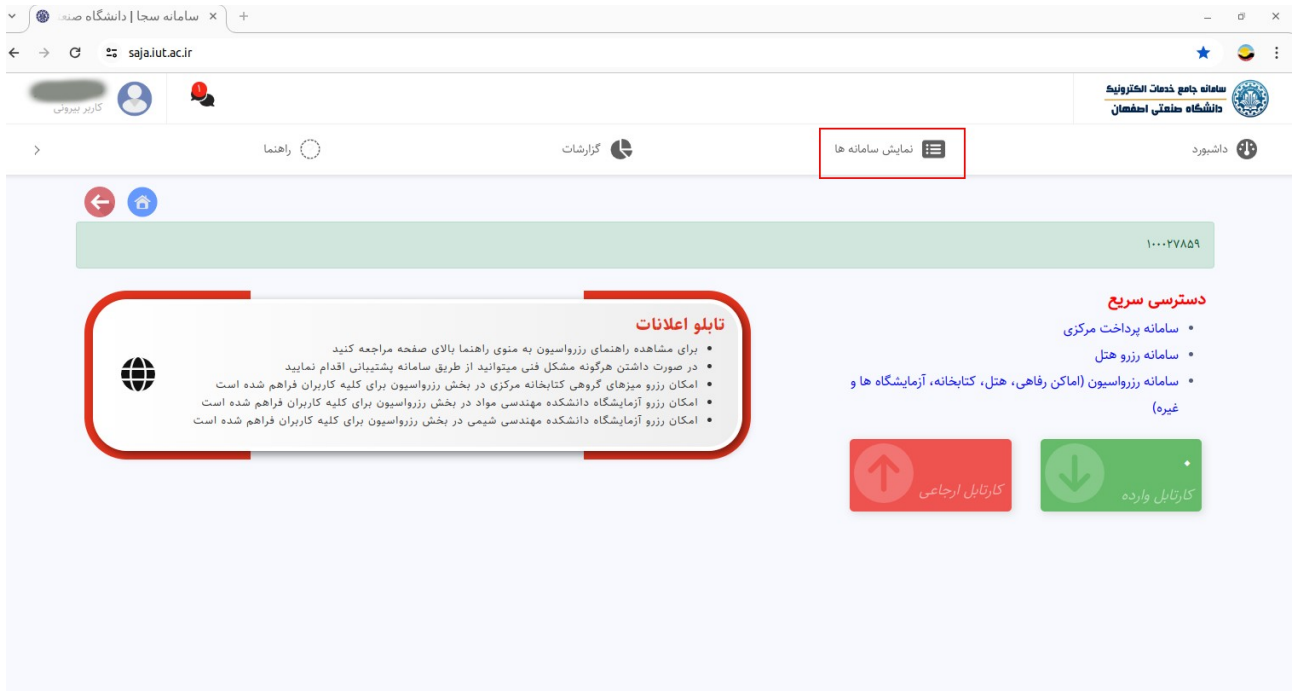 سامانه سجا | دانشگاه صنعـ
saja.iut.ac.ir
سامانه جامع خدمات الکترونیک
دانشگاه صنعتی اصفهان
۱
کاربر بیرونی
داشبورد
نمایش سامانه ها
گزارشات
راهنما
۱۰۰۰۲۷۸۵۹
دسترسی سریع
سامانه پرداخت مرکزی
سامانه رزرو هتل
سامانه رزرواسیون (اماکن رفاهی، هتل، کتابخانه، آزمایشگاه ها و
غیره)
۰
کارتابل وارده
کارتابل ارجاعی
تابلو اعلانات
برای مشاهده راهنمای رزرواسیون به منوی راهنما بالای صفحه مراجعه کنید
در صورت داشتن هرگونه مشکل فنی میتوانید از طریق سامانه پشتیبانی اقدام نمایید
امکان رزرو میزهای گروهی کتابخانه مرکزی در بخش رزرواسیون برای کلیه کاربران فراهم شده است
امکان رزرو آزمایشگاه دانشکده مهندسی مواد در بخش رزرواسیون برای کلیه کاربران فراهم شده است
امکان رزرو آزمایشگاه دانشکده مهندسی شیمی در بخش رزرواسیون برای کلیه کاربران فراهم شده است